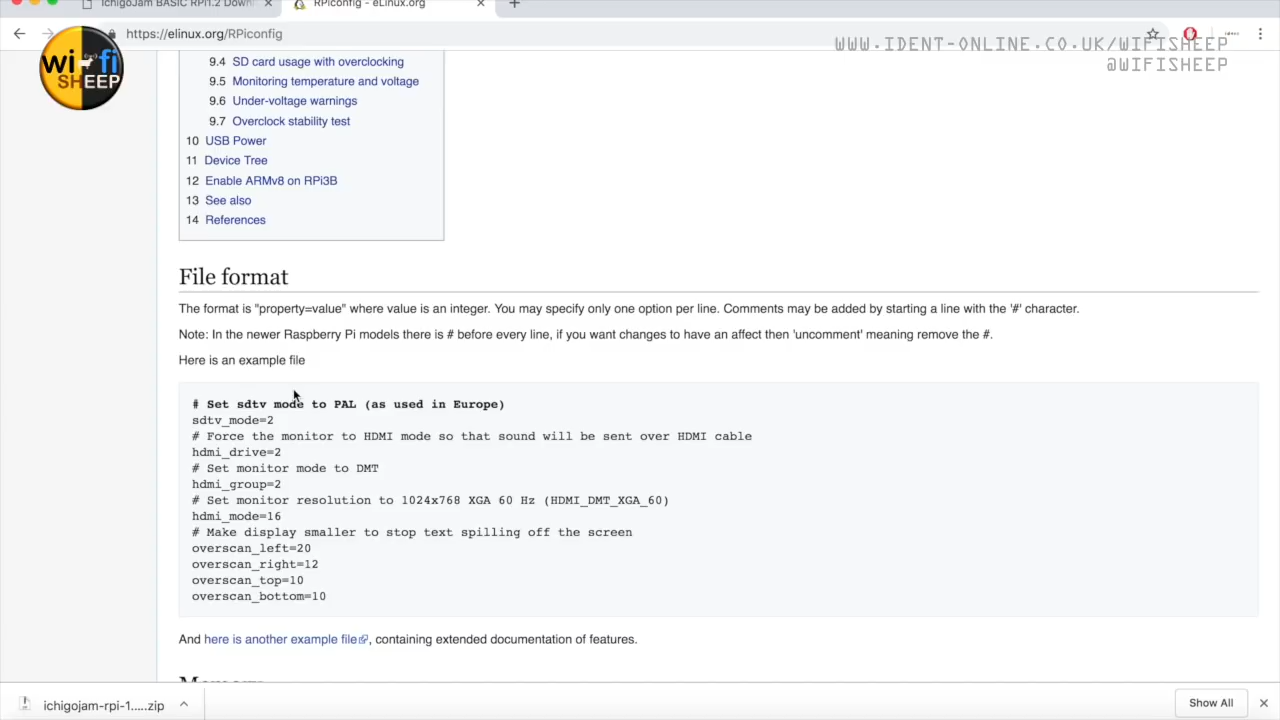 IchigoJam BASIC RPi1.2 Down
RPiconfig - eLinux.org
https://elinux.org/RPiconfig
WWW.IDENT-ONLINE.CO.UK/WIFISHEEP
@WIFISHEEP
wi-fi
SHEEP
9.4 SD card usage with overclocking
9.5 Monitoring temperature and voltage
9.6 Under-voltage warnings
9.7 Overclock stability test
10 USB Power
11 Device Tree
12 Enable ARMv8 on RPi3B
13 See also
14 References
File format
The format is "property=value" where value is an integer. You may specify only one option per line. Comments may be added by starting a line with the '#' character.
Note: In the newer Raspberry Pi models there is # before every line, if you want changes to have an affect then 'uncomment' meaning remove the #.
Here is an example file
# Set sdtv mode to PAL (as used in Europe)
sdtv_mode=2
# Force the monitor to HDMI mode so that sound will be sent over HDMI cable
hdmi_drive=2
# Set monitor mode to DMT
hdmi_group=2
# Set monitor resolution to 1024x768 XGA 60 Hz (HDMI_DMT_XGA_60)
hdmi_mode=16
# Make display smaller to stop text spilling off the screen
overscan_left=20
overscan_right=12
overscan_top=10
overscan_bottom=10
And here is another example file, containing extended documentation of features.
Memory
ichigojam-rpi-1.....zip
Show All